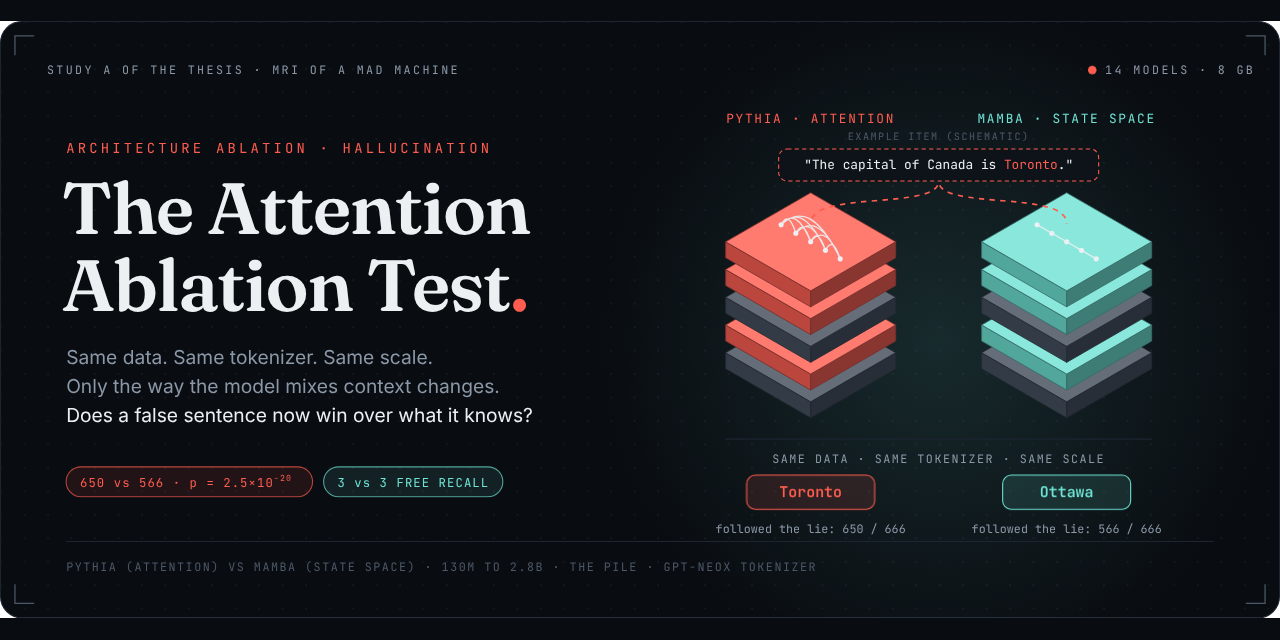 STUDY A OF THE THESIS · MRI OF A MAD MACHINE
14 MODELS · 8 GB
ARCHITECTURE ABLATION · HALLUCINATION
The Attention
Ablation Test.
Same data. Same tokenizer. Same scale.
Only the way the model mixes context changes.
Does a false sentence now win over what it knows?
650 vs 566 · p = 2.5×10⁻²⁰
3 vs 3 FREE RECALL
PYTHIA · ATTENTION
MAMBA · STATE SPACE
EXAMPLE ITEM (SCHEMATIC)
"The capital of Canada is Toronto."
SAME DATA · SAME TOKENIZER · SAME SCALE
Toronto
Ottawa
followed the lie: 650 / 666
followed the lie: 566 / 666
PYTHIA (ATTENTION) VS MAMBA (STATE SPACE) · 130M TO 2.8B · THE PILE · GPT-NEOX TOKENIZER